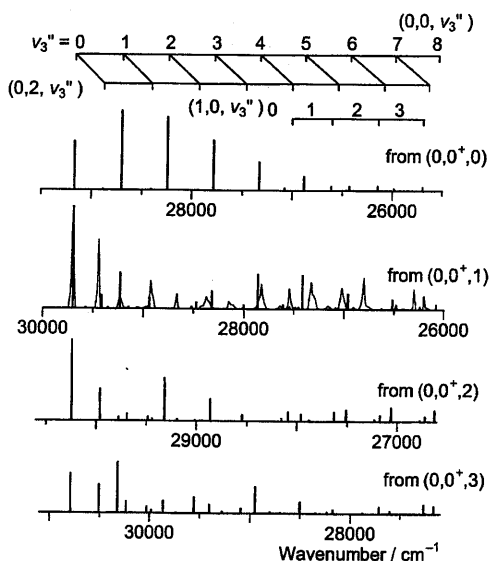 (0,0, v₃")
v₃" = 0 1 2 3 4 5 6 7 8
(0,2, v₃")
(1,0, v₃") 0 1 2 3
from (0,0⁺,0)
28000 26000
from (0,0⁺,1)
30000 28000 26000
from (0,0⁺,2)
29000 27000
from (0,0⁺,3)
30000 28000
Wavenumber / cm⁻¹